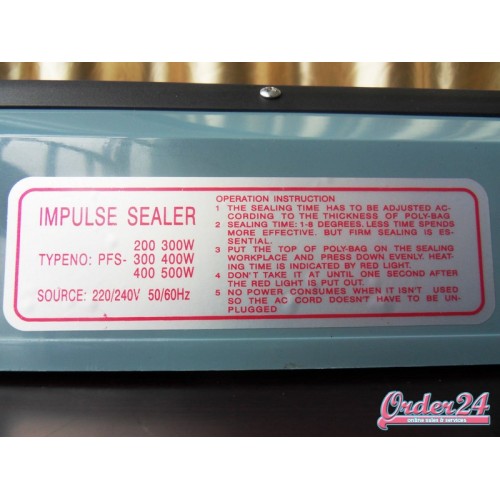 IMPULSE SEALER
200 300W
TYPENO: PFS- 300 400W
400 500W
SOURCE: 220/240V 50/60Hz
OPERATION INSTRUCTION
1 THE SEALING TIME HAS TO BE ADJUSTED AC-
CORDING TO THE THICKNESS OF POLY-BAG
2 SEALING TIME: 1-8 DEGREES. LESS TIME SPENDS
MORE EFFECTIVE. BUT FIRM SEALING IS ES-
SENTIAL.
3 PUT THE TOP OF POLY-BAG ON THE SEALING
WORKPLACE AND PRESS DOWN EVENLY. HEAT-
ING TIME IS INDICATED BY RED LIGHT.
4 DON'T TAKE IT UNTIL ONE SECOND AFTER
THE RED LIGHT IS PUT OUT.
5 NO POWER CONSUMES WHEN IT ISN'T USED
SO THE AC CORD DOESN'T HAVE TO BE UN-
PLUGGED
Order24
online sales & services